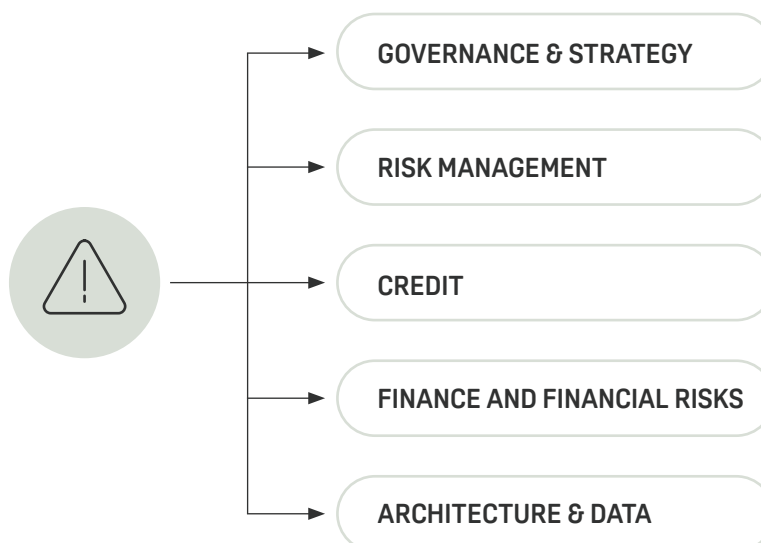 GOVERNANCE & STRATEGY
RISK MANAGEMENT
CREDIT
FINANCE AND FINANCIAL RISKS
ARCHITECTURE & DATA